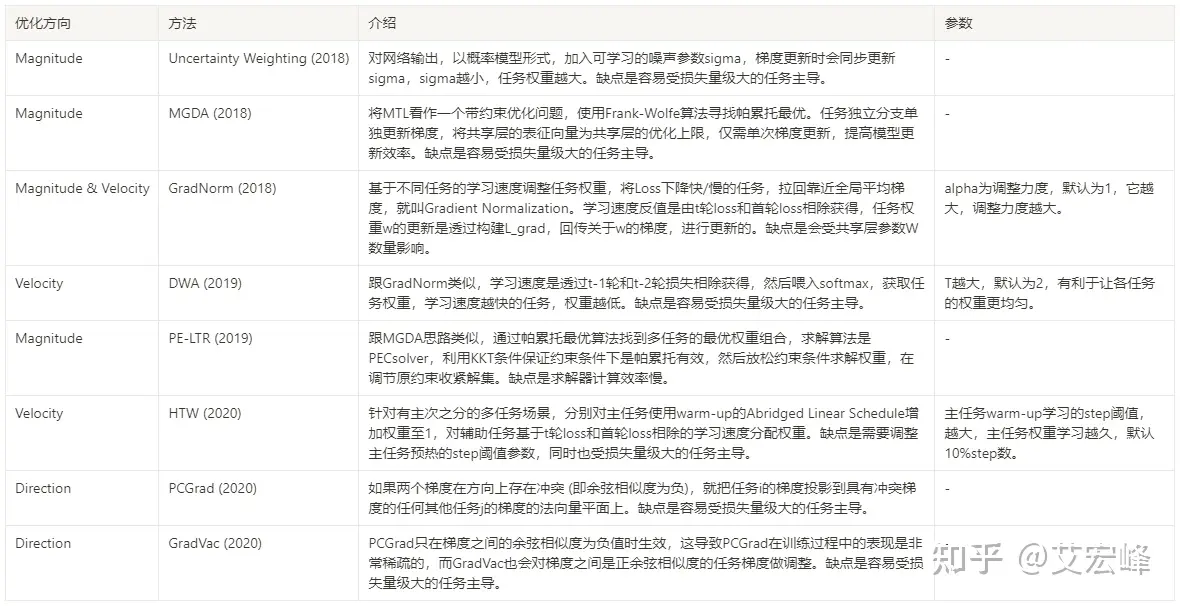 优化方向 方法 介绍 参数
Magnitude Uncertainty Weighting (2018) 对网络输出，以概率模型形式，加入可学习的噪声参数sigma，梯度更新时会同步更新 -
sigma，sigma越小，任务权重越大。缺点是容易受损失量级大的任务主导。
Magnitude MGDA (2018) 将MTL看作一个带约束优化问题，使用Frank-Wolfe算法寻找帕累托最优。任务独立分支单 -
独更新梯度，将共享层的表征向量为共享层的优化上限，仅需单次梯度更新，提高模型更
新效率。缺点是容易受损失量级大的任务主导。
Magnitude & Velocity GradNorm (2018) 基于不同任务的学习速度调整任务权重，将Loss下降快/慢的任务，拉回靠近全局平均梯 alpha为调整力度，默认为1，它越
度，就叫Gradient Normalization。学习速度反值是由t轮loss和首轮loss相除获得，任务权 大，调整力度越大。
重w的更新是透过构建L_grad，回传关于w的梯度，进行更新的。缺点是会受共享层参数W
数量影响。
Velocity DWA (2019) 跟GradNorm类似，学习速度是透过t-1轮和t-2轮损失相除获得，然后喂入softmax，获取任 T越大，默认为2，有利于让各任务
务权重，学习速度越快的任务，权重越低。缺点是容易受损失量级大的任务主导。 的权重更均匀。
Magnitude PE-LTR (2019) 跟MGDA思路类似，通过帕累托最优算法找到多任务的最优权重组合，求解算法是 -
PECsolver，利用KKT条件保证约束条件下是帕累托有效，然后放松约束条件求解权重，在
调节原约束收紧解集。缺点是求解器计算效率慢。
Velocity HTW (2020) 针对有主次之分的多任务场景，分别对主任务使用warm-up的Abridged Linear Schedule增 主任务warm-up学习的step阈值，
加权重至1，对辅助任务基于t轮loss和首轮loss相除的学习速度分配权重。缺点是需要调整 越大，主任务权重学习越久，默认
主任务预热的step阈值参数，同时也受损失量级大的任务主导。 10%step数。
Direction PCGrad (2020) 如果两个梯度在方向上存在冲突 (即余弦相似度为负)，就把任务i的梯度投影到具有冲突梯 -
度的任何其他任务j的梯度的法向量平面上。缺点是容易受损失量级大的任务主导。
Direction GradVac (2020) PCGrad只在梯度之间的余弦相似度为负值时生效，这导致PCGrad在训练过程中的表现是非 -
常稀疏的，而GradVac也会对梯度之间是正余弦相似度的任务梯度做调整。缺点是容易受损
失量级大的任务主导。
知乎 @艾宏峰